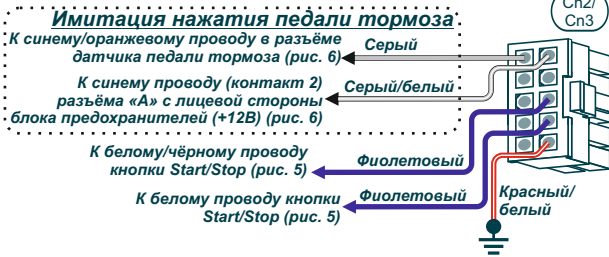 Имитация нажатия педали тормоза
Cn2/
Cn3
К синему/оранжевому проводу в разъёме
датчика педали тормоза (рис. 6)
Серый
К синему проводу (контакт 2)
разъёма «А» с лицевой стороны
блока предохранителей (+12В) (рис. 6)
Серый/белый
К белому/чёрному проводу
кнопки Start/Stop (рис. 5)
Фиолетовый
К белому проводу кнопки
Start/Stop (рис. 5)
Фиолетовый
Красный/
белый